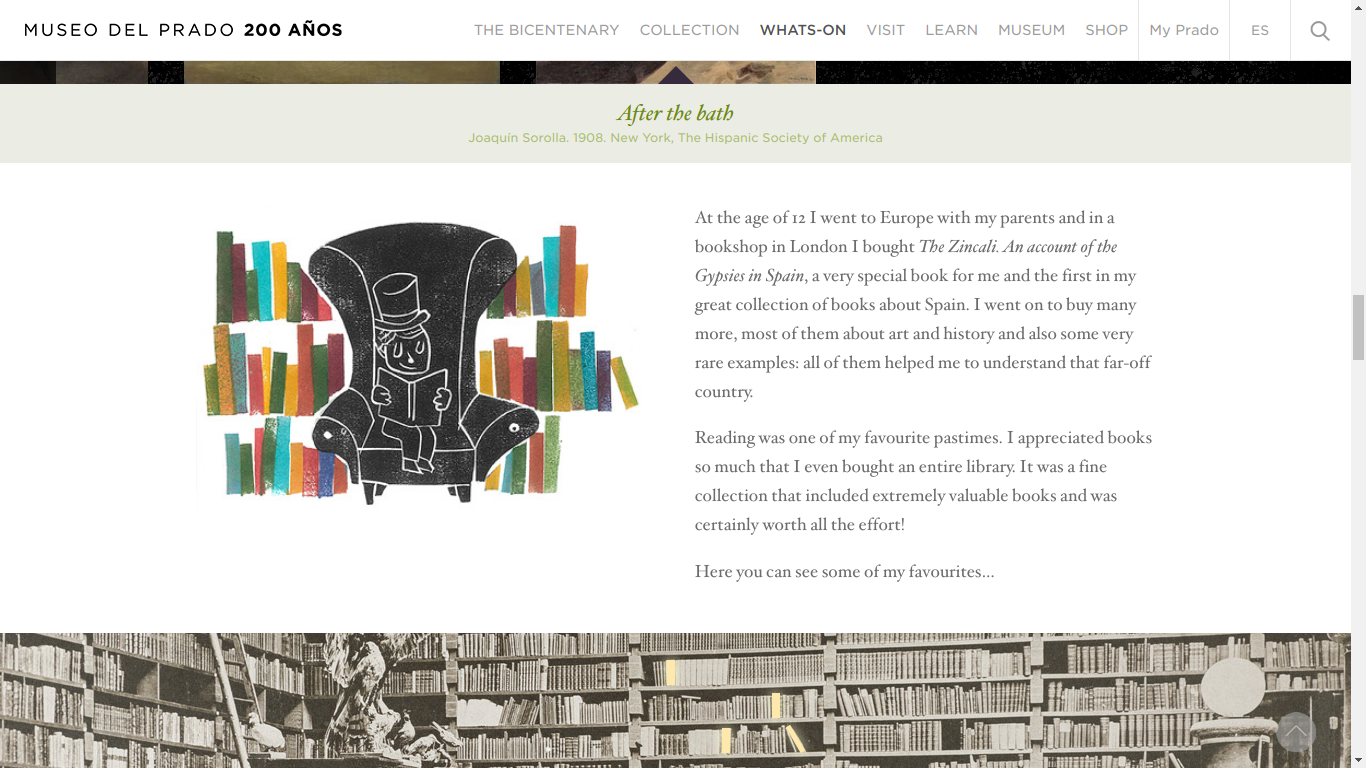 MUSEO DEL PRADO 200 AÑOS
THE BICENTENARY COLLECTION WHATS-ON VISIT LEARN MUSEUM SHOP My Prado ES
After the bath
Joaquín Sorolla. 1908. New York, The Hispanic Society of America
At the age of 12 I went to Europe with my parents and in a
bookshop in London I bought The Zincali. An account of the
Gypsies in Spain, a very special book for me and the first in my
great collection of books about Spain. I went on to buy many
more, most of them about art and history and also some very
rare examples: all of them helped me to understand that far-off
country.
Reading was one of my favourite pastimes. I appreciated books
so much that I even bought an entire library. It was a fine
collection that included extremely valuable books and was
certainly worth all the effort!
Here you can see some of my favourites...